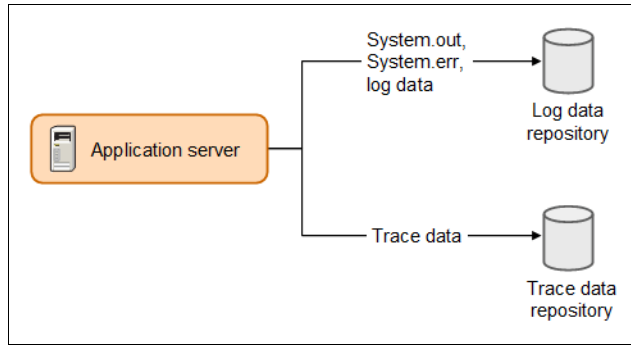 System.out,
System.err,
log data
Log data
repository
Application server
Trace data
Trace data
repository